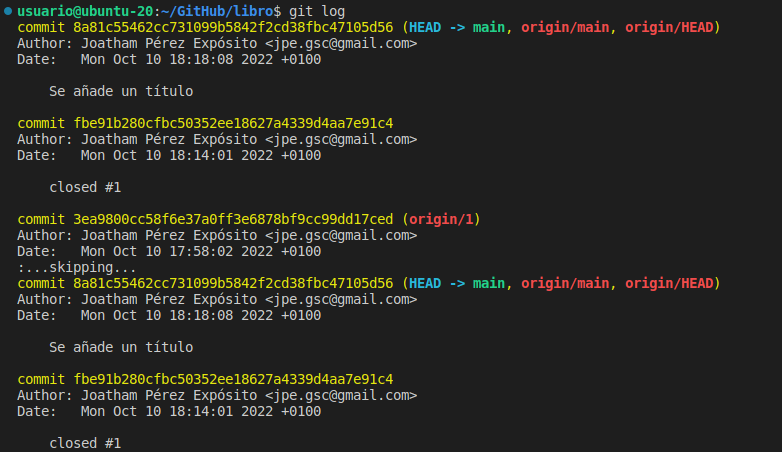 usuario@ubuntu-20:~/GitHub/libro$ git log
commit 8a81c55462cc731099b5842f2cd38fbc47105d56 (HEAD -> main, origin/main, origin/HEAD)
Author: Joatham Pérez Expósito <jpe.gsc@gmail.com>
Date:   Mon Oct 10 18:18:08 2022 +0100
    Se añade un título
commit fbe91b280cfbc50352ee18627a4339d4aa7e91c4
Author: Joatham Pérez Expósito <jpe.gsc@gmail.com>
Date:   Mon Oct 10 18:14:01 2022 +0100
    closed #1
commit 3ea9800cc58f6e37a0ff3e6878bf9cc99dd17ced (origin/1)
Author: Joatham Pérez Expósito <jpe.gsc@gmail.com>
Date:   Mon Oct 10 17:58:02 2022 +0100
:...skipping...
commit 8a81c55462cc731099b5842f2cd38fbc47105d56 (HEAD -> main, origin/main, origin/HEAD)
Author: Joatham Pérez Expósito <jpe.gsc@gmail.com>
Date:   Mon Oct 10 18:18:08 2022 +0100
    Se añade un título
commit fbe91b280cfbc50352ee18627a4339d4aa7e91c4
Author: Joatham Pérez Expósito <jpe.gsc@gmail.com>
Date:   Mon Oct 10 18:14:01 2022 +0100
    closed #1